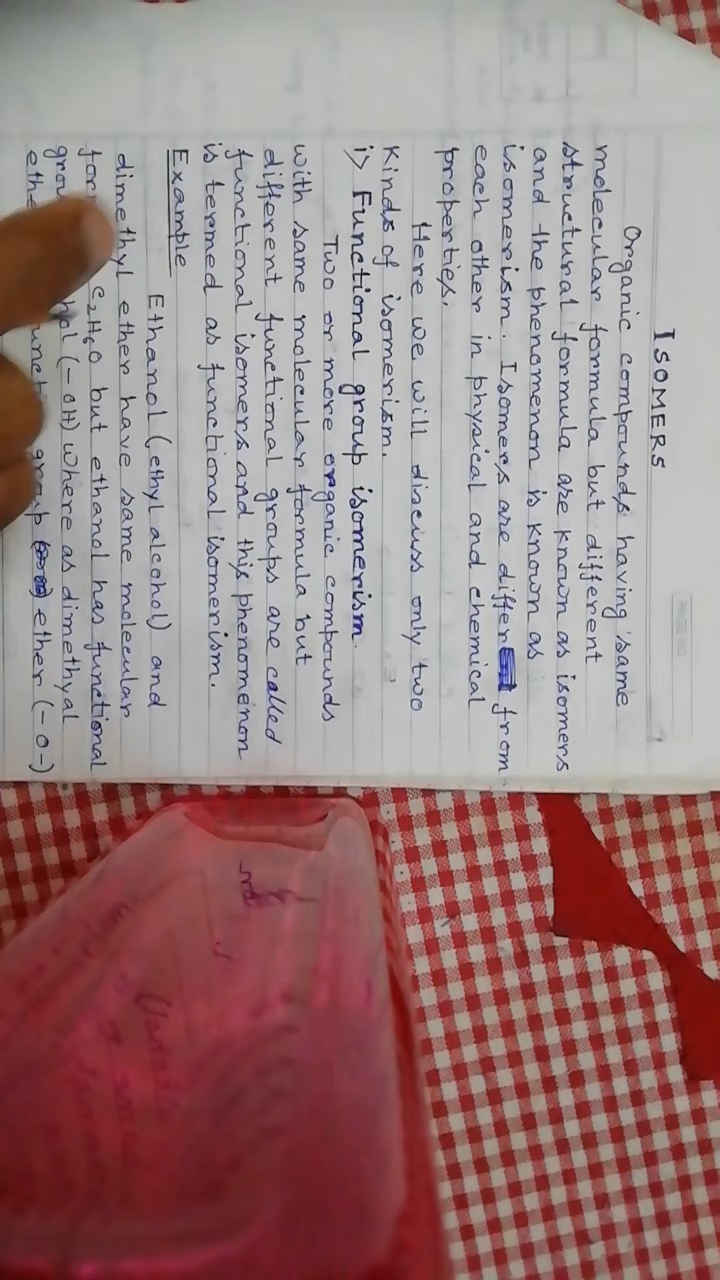 ISOMERS
Organic compounds having same
molecular formula but different
structural formula are known as isomers
and the phenomenon is known as
isomerism. Isomers are differ from
each other in physical and chemical
properties.
Here we will discuss only two
kinds of isomerism.
i> Functional group isomerism.
Two or more organic compounds
with same molecular formula but
different functional groups are called
functional isomers and this phenomenon
is termed as functional isomerism.
Example
Ethanol (ethyl alcohol) and
dimethyl ether have same molecular
C₂H₆O but ethanol has functional
(-OH) where as dimethyal
group ether (-O-)